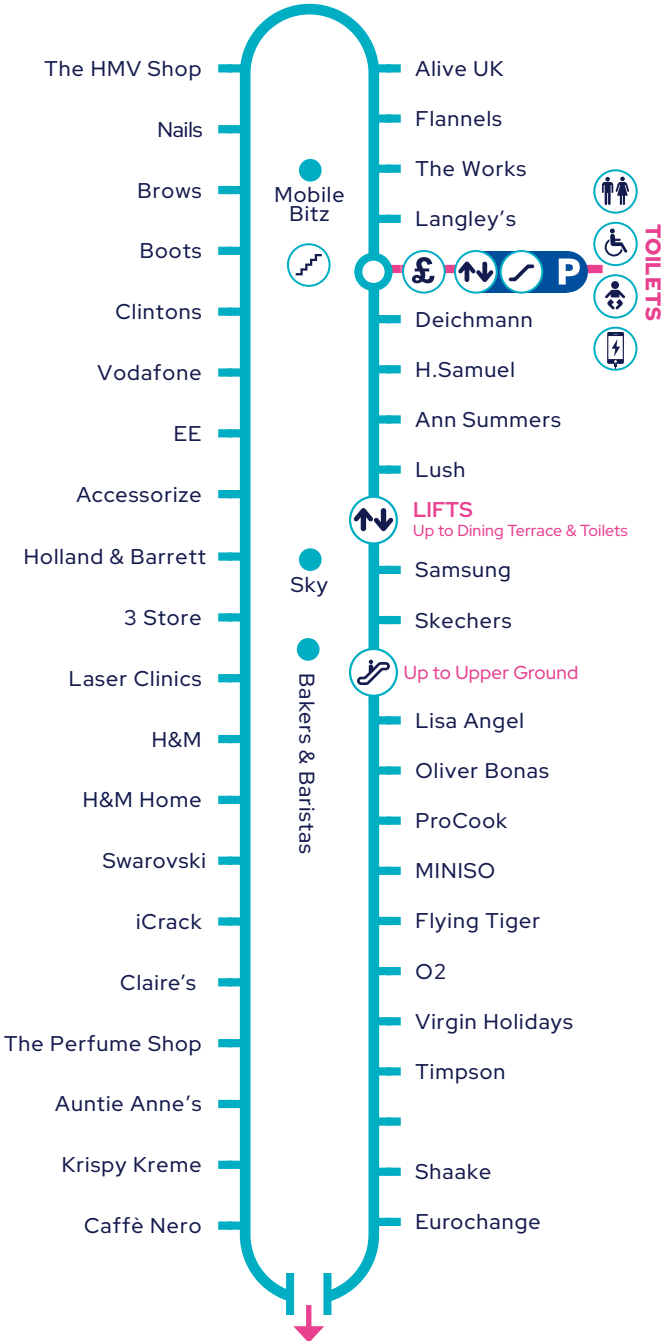 The HMV Shop
Nails
Brows
Boots
Clintons
Vodafone
EE
Accessorize
Holland & Barrett
3 Store
Laser Clinics
H&M
H&M Home
Swarovski
iCrack
Claire’s
The Perfume Shop
Auntie Anne’s
Krispy Kreme
Caffè Nero
Mobile
Bitz
Sky
Bakers & Baristas
Alive UK
Flannels
The Works
Langley’s
£
P
TOILETS
Deichmann
H.Samuel
Ann Summers
Lush
LIFTS
Up to Dining Terrace & Toilets
Samsung
Skechers
Up to Upper Ground
Lisa Angel
Oliver Bonas
ProCook
MINISO
Flying Tiger
O2
Virgin Holidays
Timpson
Shaake
Eurochange